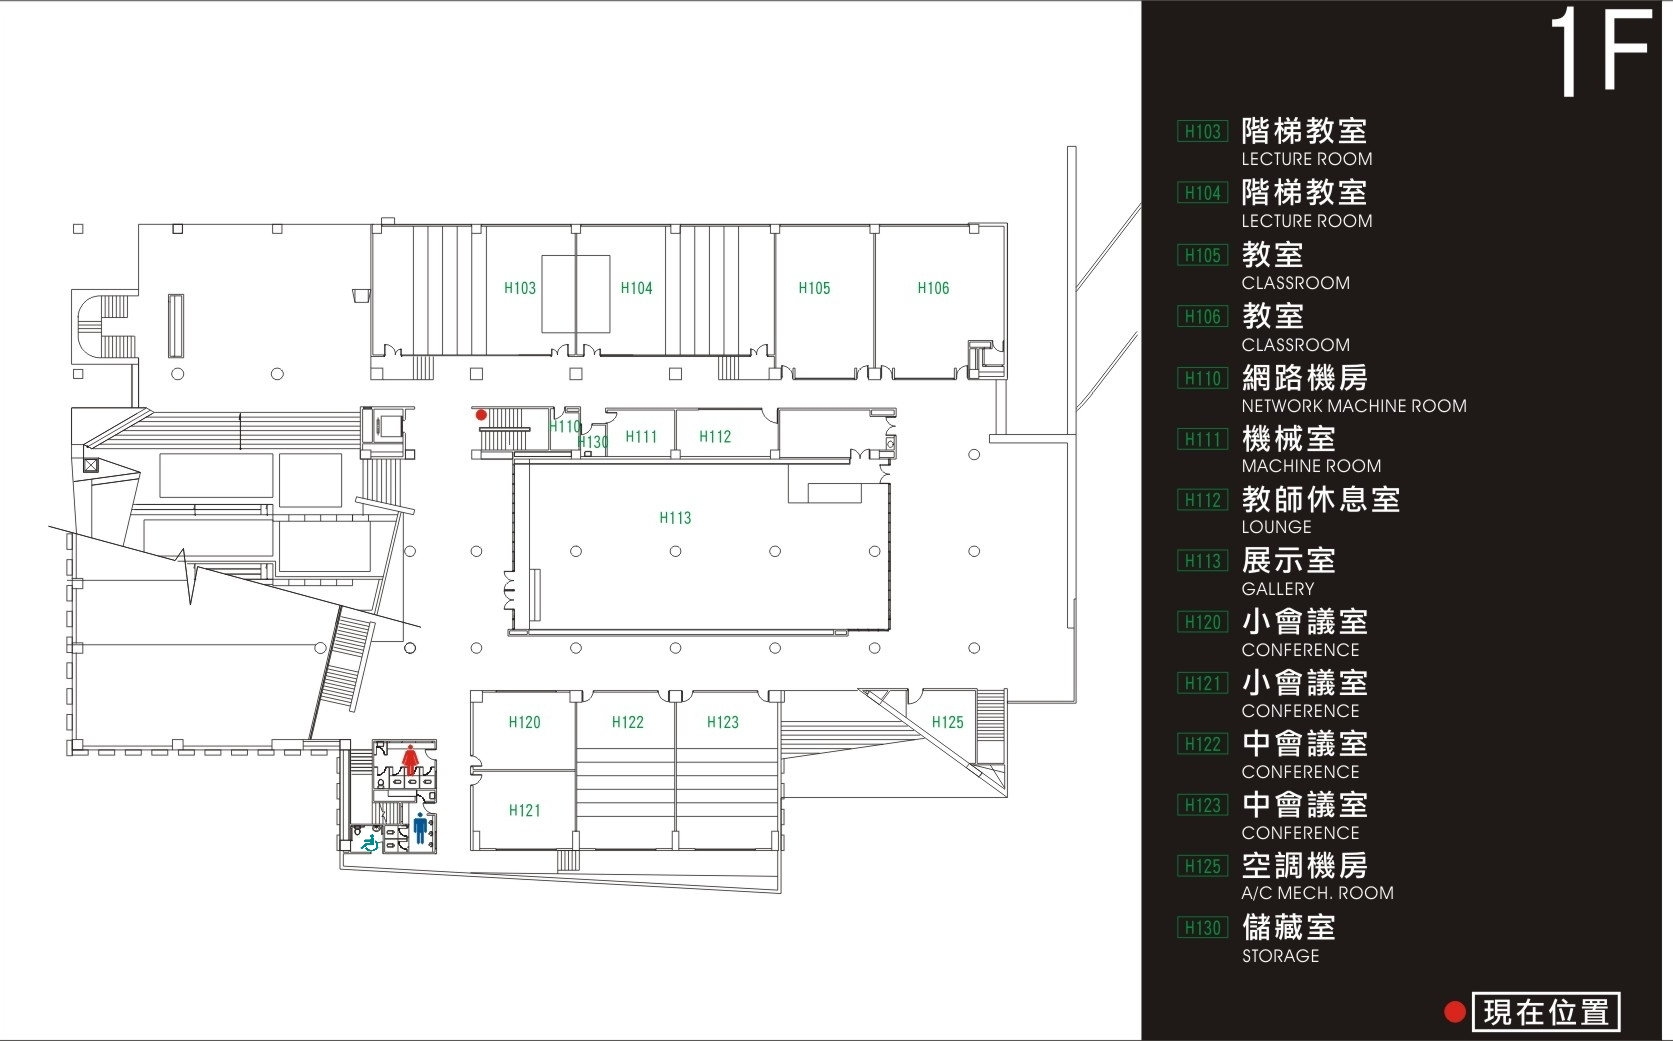 1F
H103 階梯教室
LECTURE ROOM
H104 階梯教室
LECTURE ROOM
H105 教室
CLASSROOM
H106 教室
CLASSROOM
H110 網路機房
NETWORK MACHINE ROOM
H111 機械室
MACHINE ROOM
H112 教師休息室
LOUNGE
H113 展示室
GALLERY
H120 小會議室
CONFERENCE
H121 小會議室
CONFERENCE
H122 中會議室
CONFERENCE
H123 中會議室
CONFERENCE
H125 空調機房
A/C MECH. ROOM
H130 儲藏室
STORAGE
現在位置
H103 H104 H105 H106
H110 H130 H111 H112
H113
H120 H122 H123 H125
H121